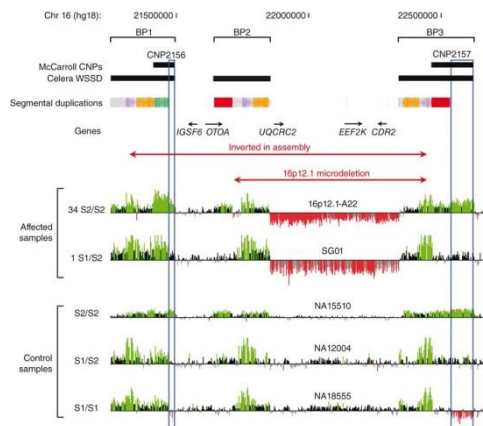 Chr 16 (hg18)
21500000
22000000
22500000
BP1
BP2
BP3
McCarroll CNPs
CNP2156
CNP2157
Celera WSSD
Segmental duplications
Genes
IGSF6
OTOA
UQCRC2
EEF2K
CDR2
Inverted in assembly
16p12.1 microdeletion
Affected samples
34 S2/S2
16p12.1-A22
1 S1/S2
SG01
Control samples
S2/S2
NA15510
S1/S2
NA12004
S1/S1
NA18555